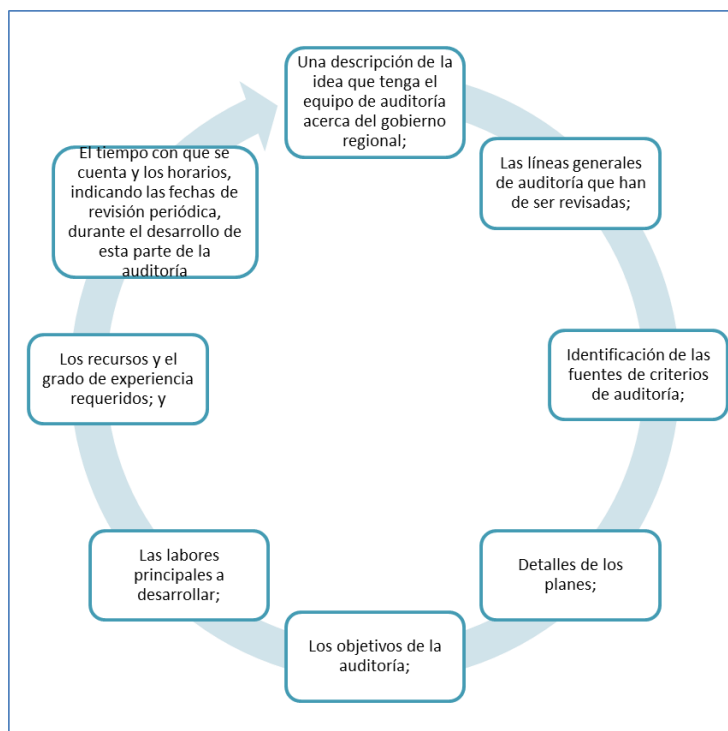 Una descripción de la
idea que tenga el
equipo de auditoría
acerca del gobierno
regional;
Las líneas generales
de auditoría que han
de ser revisadas;
Identificación de las
fuentes de criterios
de auditoría;
Detalles de los
planes;
Los objetivos de la
auditoría;
Las labores
principales a
desarrollar;
Los recursos y el
grado de experiencia
requeridos; y
El tiempo con que se
cuenta y los horarios,
indicando las fechas de
revisión periódica,
durante el desarrollo de
esta parte de la
auditoría